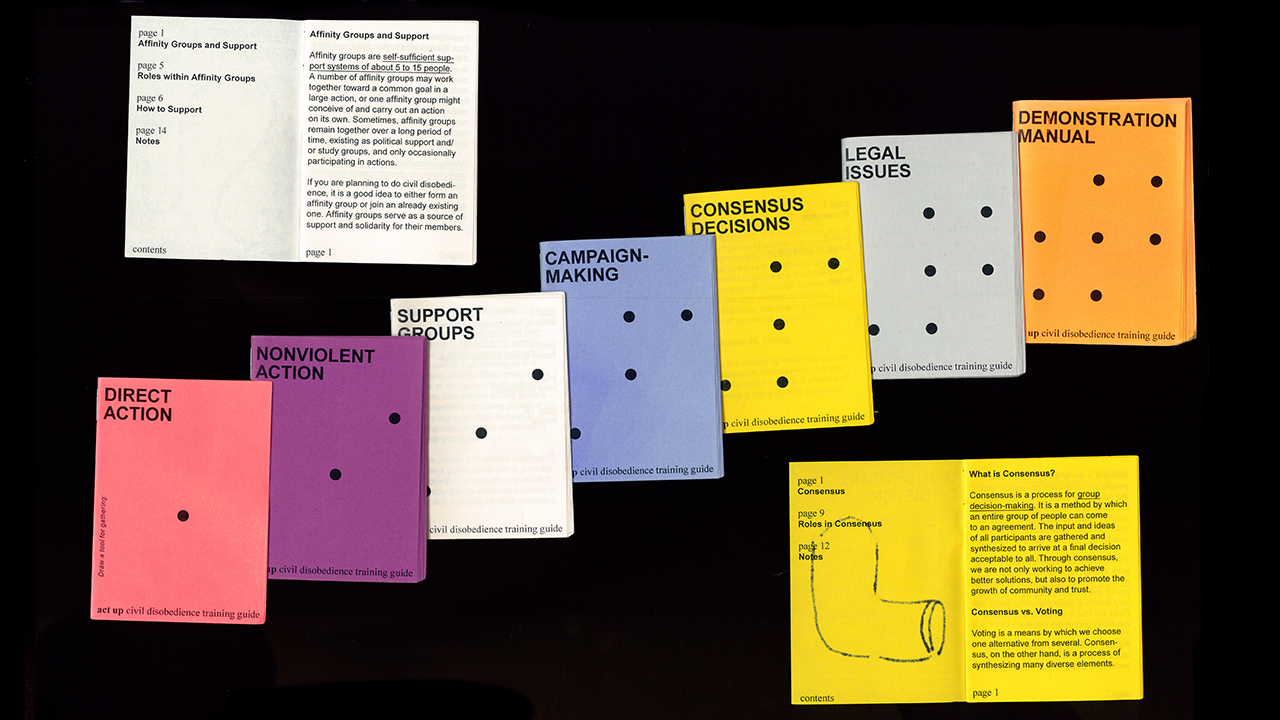 page 1
Affinity Groups and Support
page 5
Roles within Affinity Groups
page 6
How to Support
page 14
Notes
contents
Affinity Groups and Support
Affinity groups are self-sufficient sup-
port systems of about 5 to 15 people.
A number of affinity groups may work
together toward a common goal in a
large action, or one affinity group might
conceive of and carry out an action
on its own. Sometimes, affinity groups
remain together over a long period of
time, existing as political support and/
or study groups, and only occasionally
participating in actions.
If you are planning to do civil disobedi-
ence, it is a good idea to either form an
affinity group or join an already existing
one. Affinity groups serve as a source of
support and solidarity for their members.
page 1
DIRECT
ACTION
Draw a tool for gathering.
act up civil disobedience training guide
NONVIOLENT
ACTION
up civil disobedience training guide
SUPPORT
GROUPS
civil disobedience training guide
CAMPAIGN-
MAKING
p civil disobedience training guide
CONSENSUS
DECISIONS
up civil disobedience training guide
LEGAL
ISSUES
p civil disobedience training guide
DEMONSTRATION
MANUAL
up civil disobedience training guide
page 1
Consensus
page 9
Roles in Consensus
page 12
Notes
contents
What is Consensus?
Consensus is a process for group
decision-making. It is a method by which
an entire group of people can come
to an agreement. The input and ideas
of all participants are gathered and
synthesized to arrive at a final decision
acceptable to all. Through consensus,
we are not only working to achieve
better solutions, but also to promote the
growth of community and trust.
Consensus vs. Voting
Voting is a means by which we choose
one alternative from several. Consen-
sus, on the other hand, is a process of
synthesizing many diverse elements.
page 1